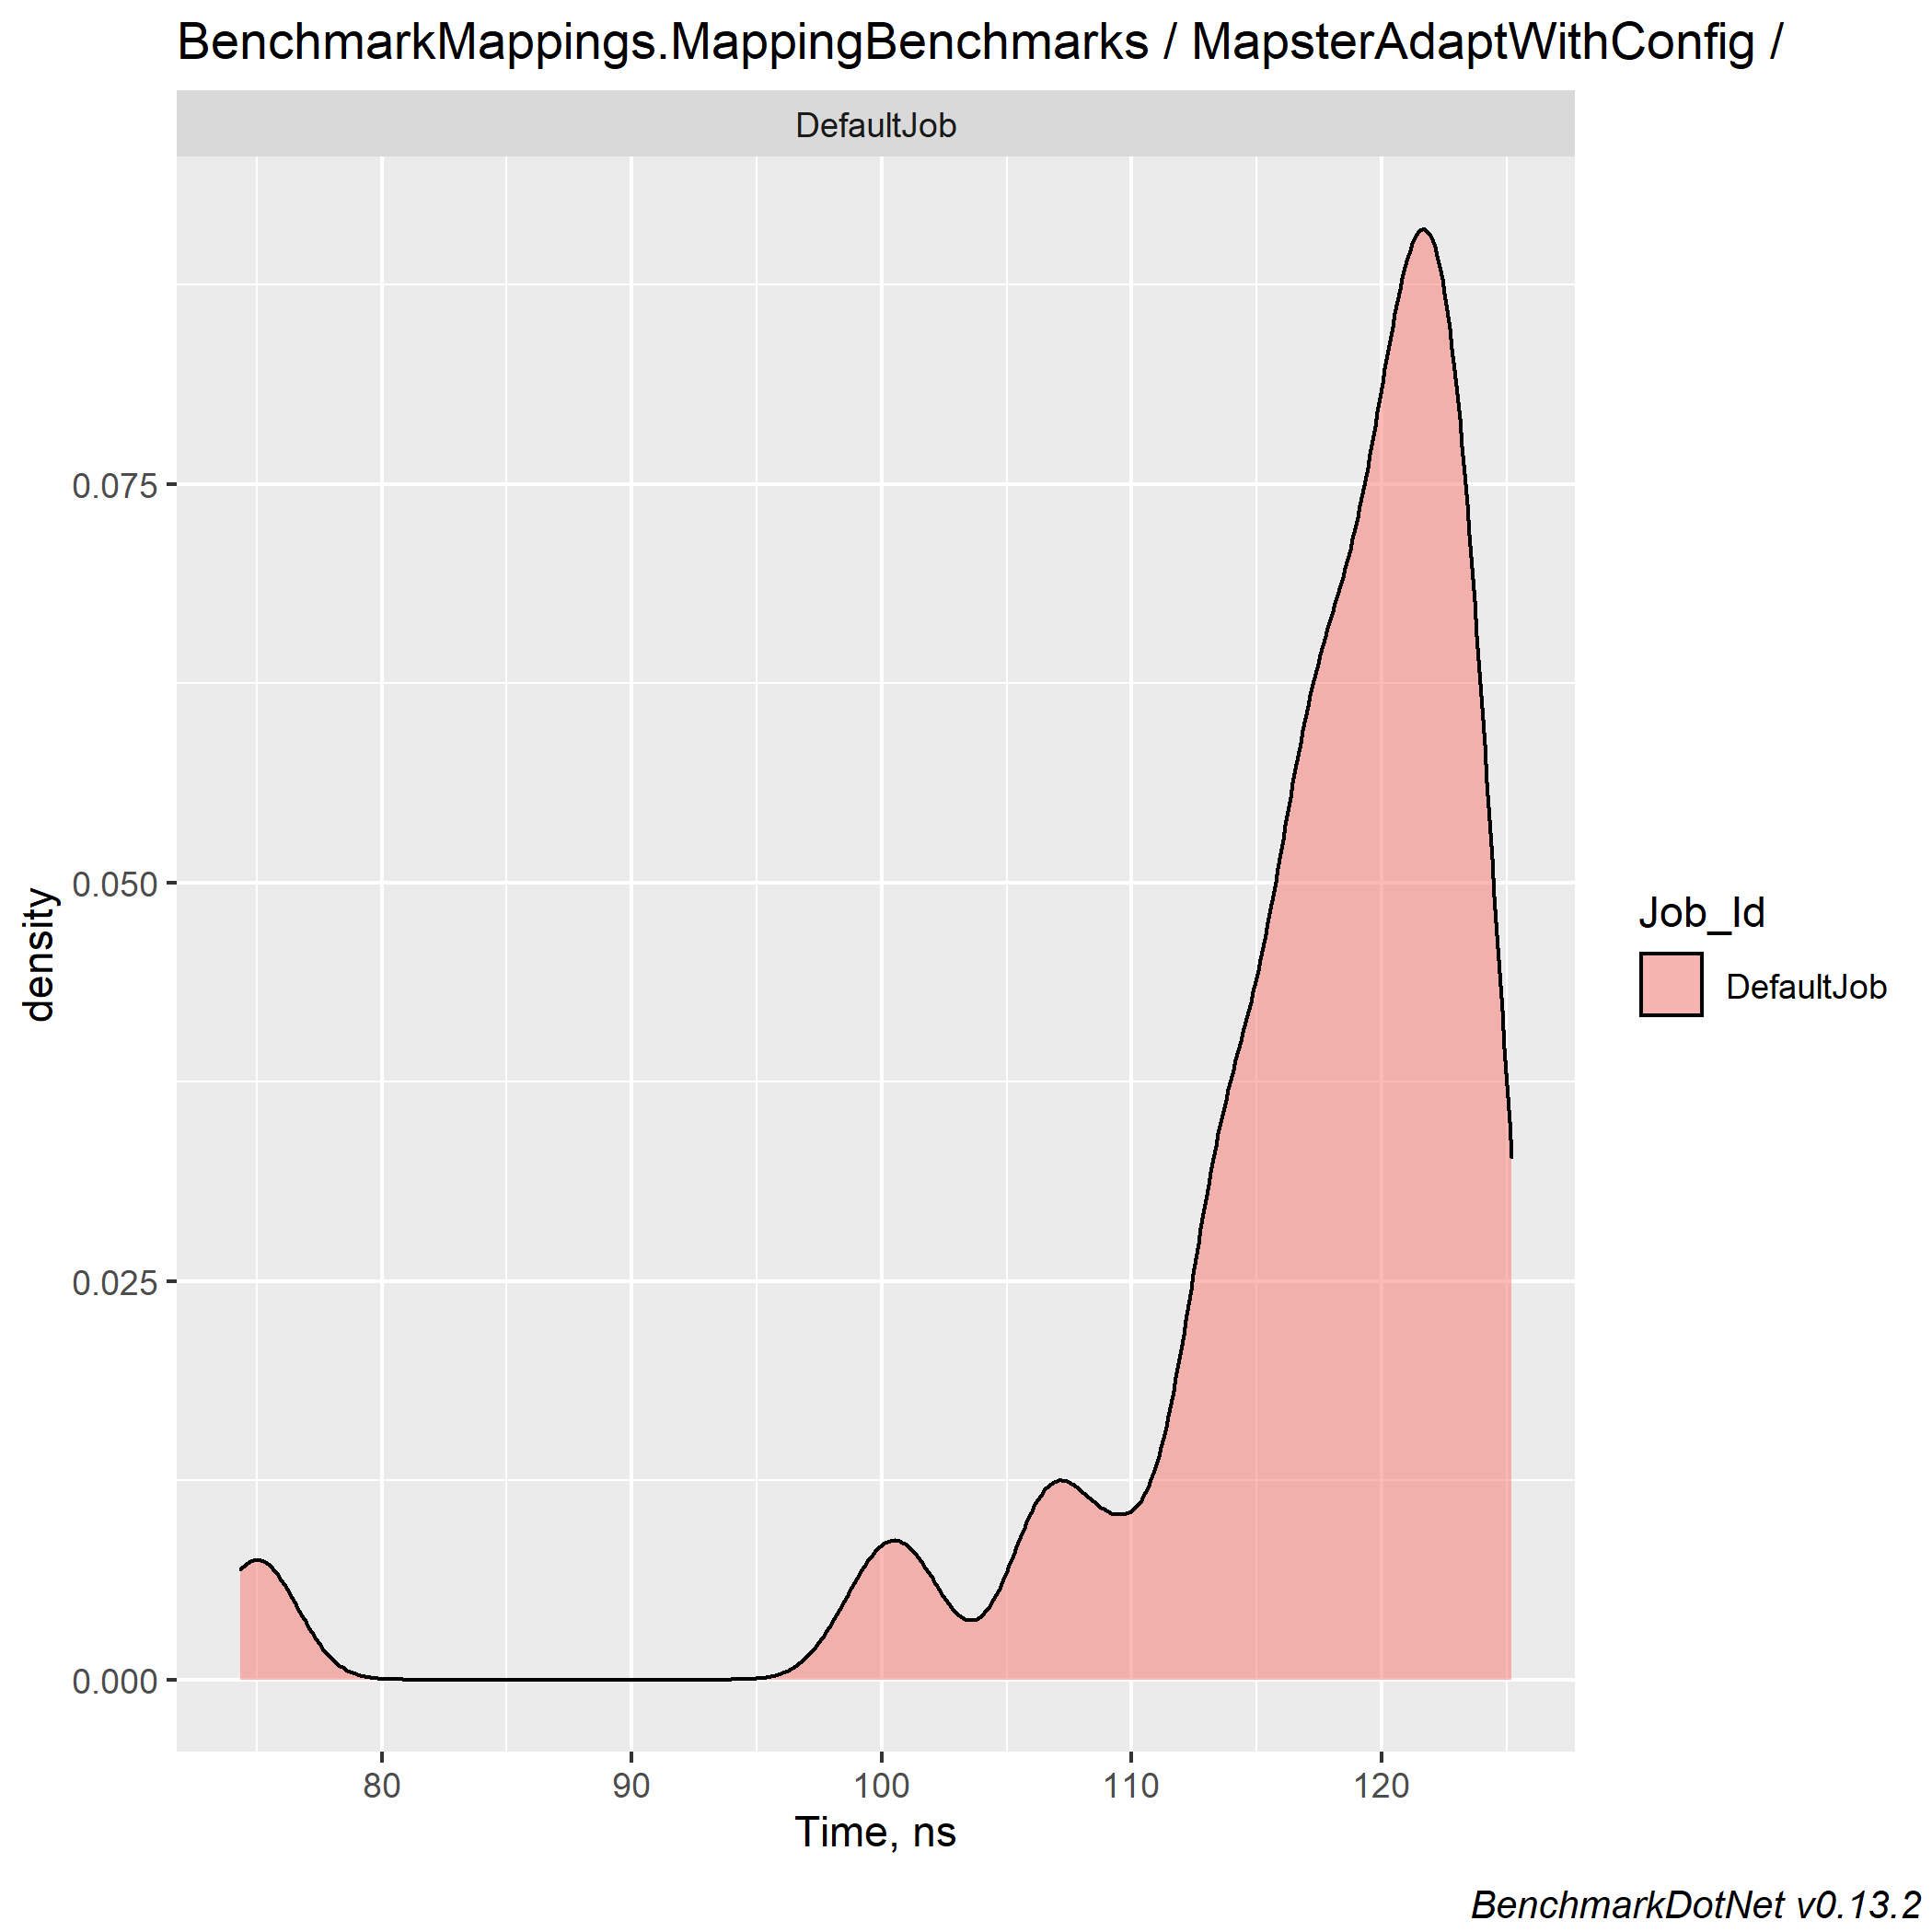 BenchmarkMappings.MappingBenchmarks / MapsterAdaptWithConfig /
DefaultJob
0.075
0.050
0.025
0.000
density
80 90 100 110 120
Time, ns
Job_Id
DefaultJob
BenchmarkDotNet v0.13.2